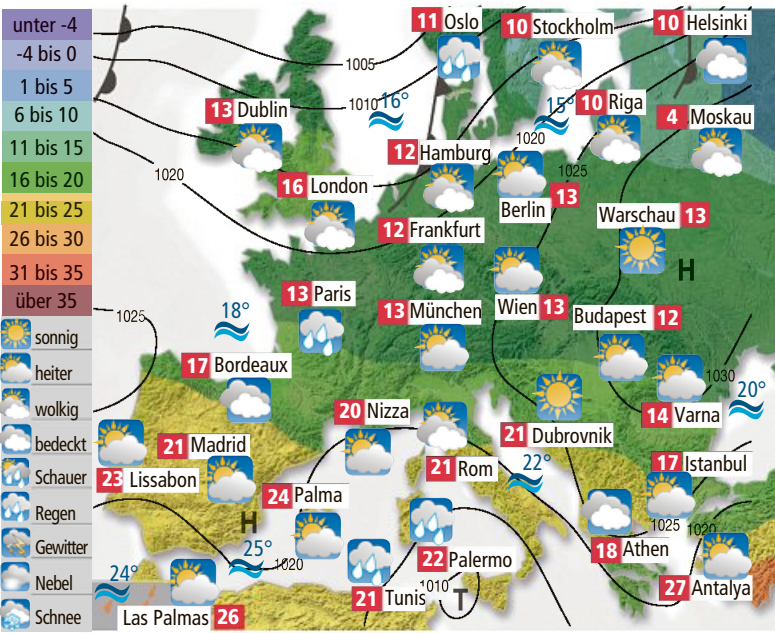 unter -4
-4 bis 0
1 bis 5
6 bis 10
11 bis 15
16 bis 20
21 bis 25
26 bis 30
31 bis 35
über 35
sonnig
heiter
wolkig
bedeckt
Schauer
Regen
Gewitter
Nebel
Schnee
11 Oslo
10 Stockholm
10 Helsinki
1005
1010
16°
15°
13 Dublin
10 Riga
4 Moskau
12 Hamburg
1020
1025
1020
16 London
Berlin 13
Warschau 13
12 Frankfurt
H
13 Paris
13 München
Wien 13
Budapest 12
1025
18°
17 Bordeaux
1030
20°
14 Varna
20 Nizza
21 Madrid
21 Dubrovnik
23 Lissabon
21 Rom
22°
17 Istanbul
24 Palma
H
1025
1020
18 Athen
25°
1020
22 Palermo
24°
21 Tunis
1010
T
27 Antalya
Las Palmas 26